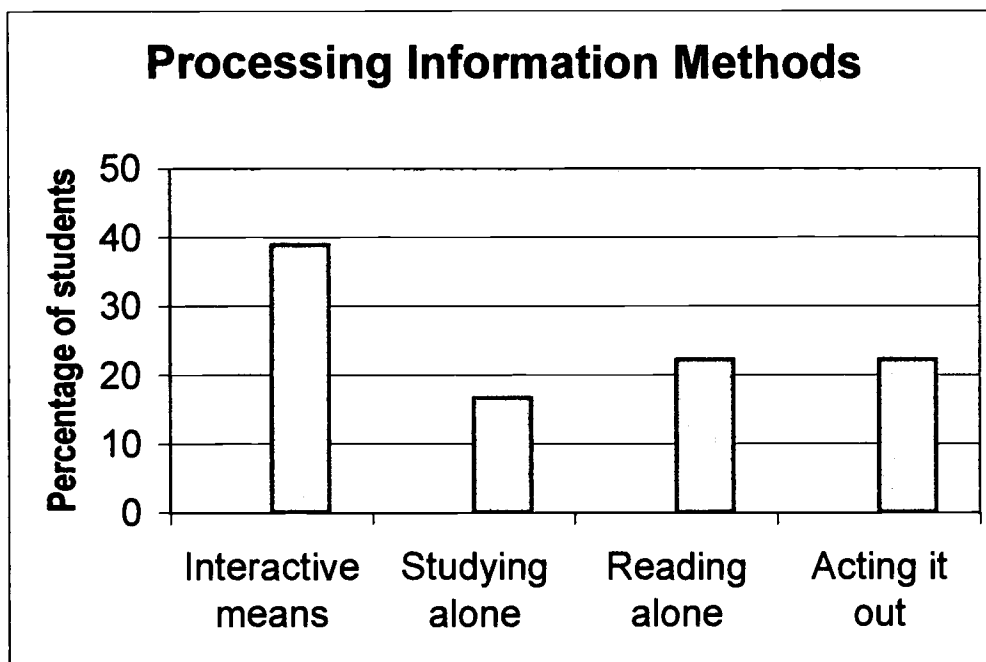 Processing Information Methods
Percentage of students
50
40
30
20
10
0
Interactive
means
Studying
alone
Reading
alone
Acting it
out